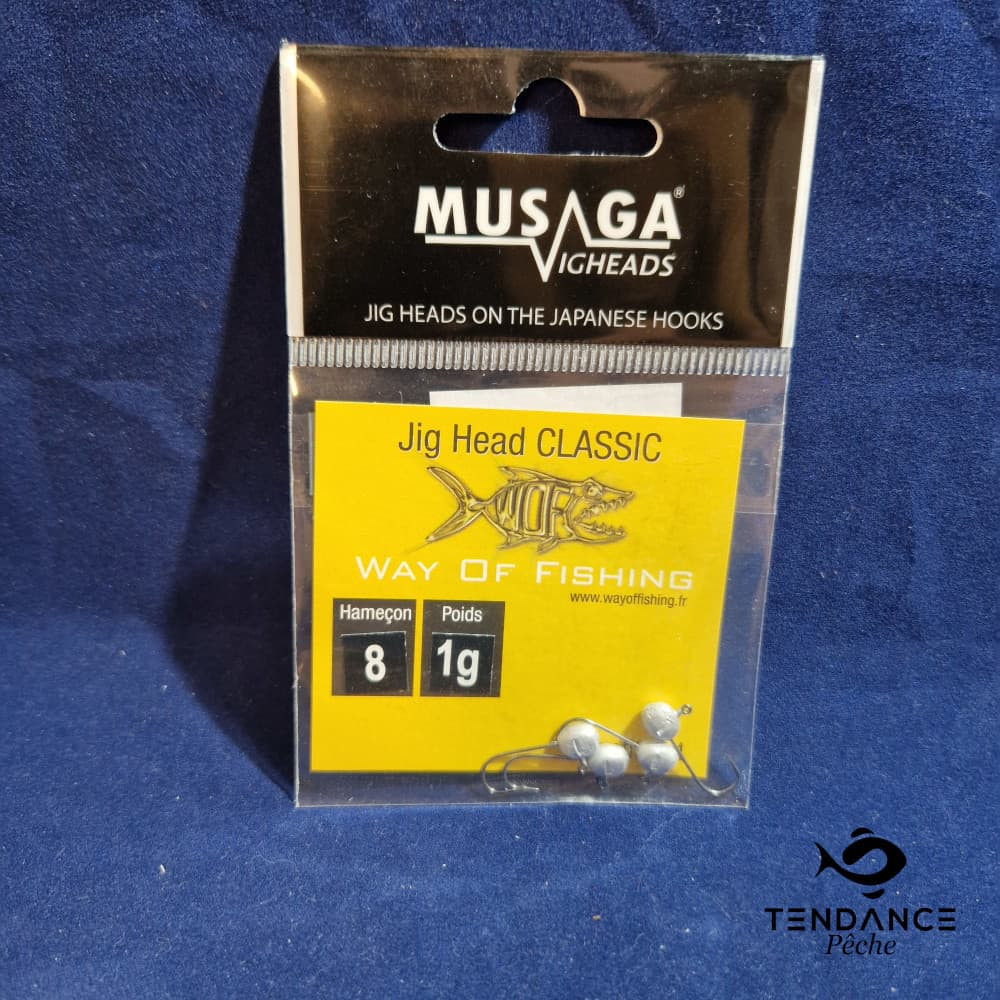 MUSAGA®
JIGHEADS
JIG HEADS ON THE JAPANESE HOOKS
Jig Head CLASSIC
WOF
WAY OF FISHING
www.wayoffishing.fr
Hameçon
8
Poids
1g
TENDANCE
Pêche